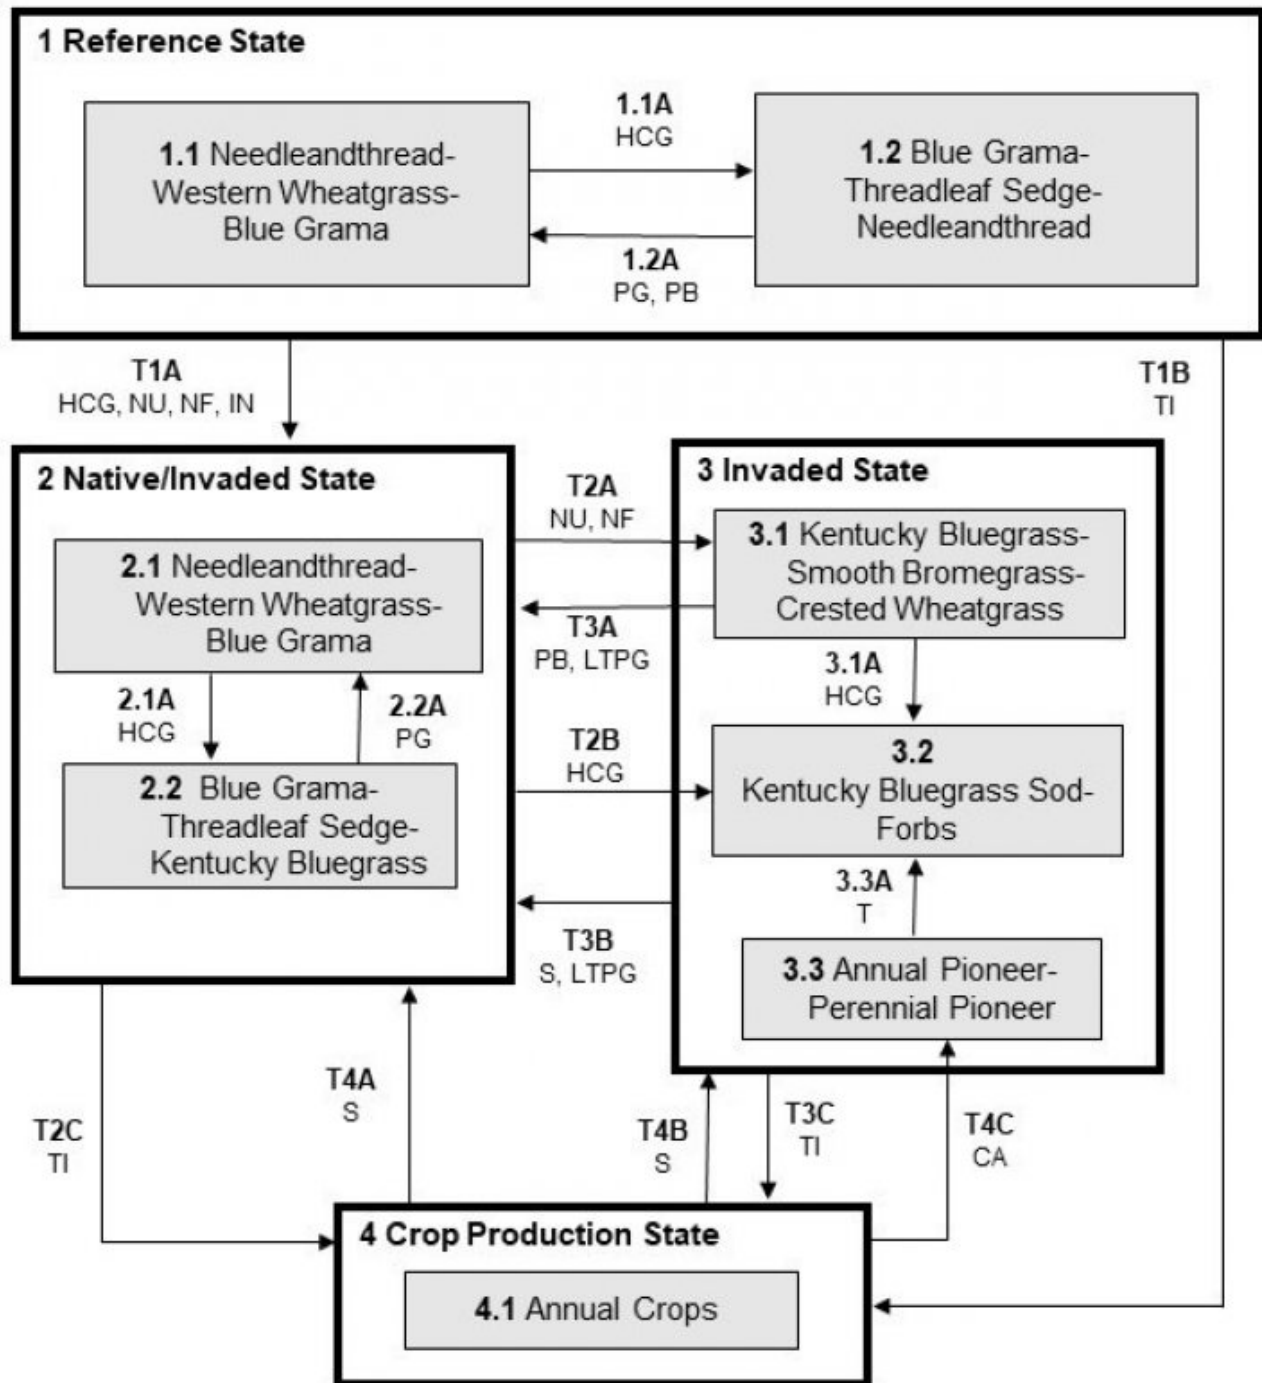 1 Reference State
1.1 Needleandthread-
Western Wheatgrass-
Blue Grama
1.1A
HCG
1.2 Blue Grama-
Threadleaf Sedge-
Needleandthread
1.2A
PG, PB
T1A
HCG, NU, NF, IN
T1B
TI
2 Native/Invaded State
2.1 Needleandthread-
Western Wheatgrass-
Blue Grama
2.1A
HCG
2.2A
PG
2.2 Blue Grama-
Threadleaf Sedge-
Kentucky Bluegrass
T2A
NU, NF
T3A
PB, LTPG
T2B
HCG
T3B
S, LTPG
3 Invaded State
3.1 Kentucky Bluegrass-
Smooth Bromegrass-
Crested Wheatgrass
3.1A
HCG
3.2
Kentucky Bluegrass Sod-
Forbs
3.3A
T
3.3 Annual Pioneer-
Perennial Pioneer
T2C
TI
T4A
S
T4B
S
T3C
TI
T4C
CA
4 Crop Production State
4.1 Annual Crops